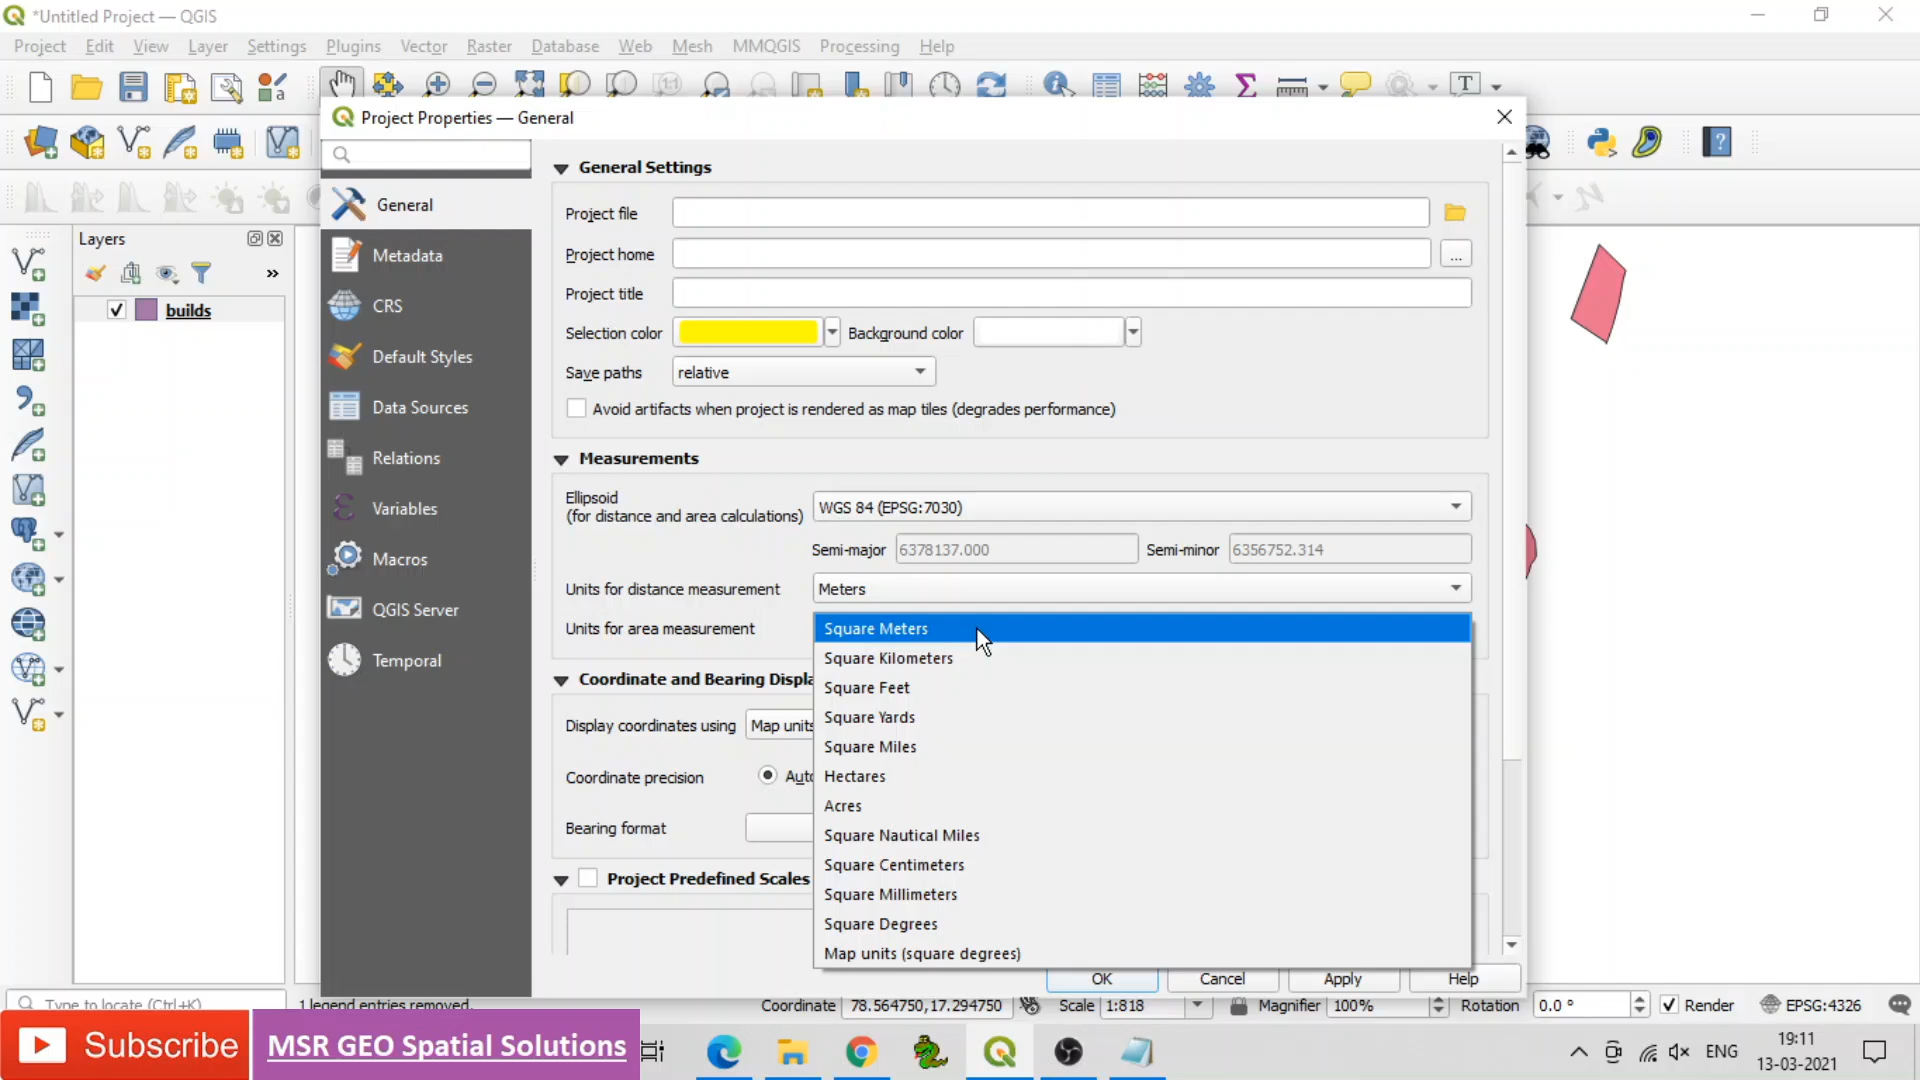 *Untitled Project — QGIS
Project Edit View Layer Settings Plugins Vector Raster Database Web Mesh MMQGIS Processing Help
Project Properties — General
Layers
builds
General
Metadata
CRS
Default Styles
Data Sources
Relations
Variables
Macros
QGIS Server
Temporal
General Settings
Project file
Project home
...
Project title
Selection color
Background color
Save paths relative
Avoid artifacts when project is rendered as map tiles (degrades performance)
Measurements
Ellipsoid
(for distance and area calculations)
WGS 84 (EPSG:7030)
Semi-major 6378137.000 Semi-minor 6356752.314
Units for distance measurement Meters
Units for area measurement
Square Meters
Square Kilometers
Square Feet
Square Yards
Square Miles
Hectares
Acres
Square Nautical Miles
Square Centimeters
Square Millimeters
Square Degrees
Map units (square degrees)
Coordinate and Bearing Displa
Display coordinates using Map units
Coordinate precision Auto
Bearing format
Project Predefined Scales
OK Cancel Apply Help
Type to locate (Ctrl+K)
1 legend entries removed.
Coordinate 78.564750,17.294750 Scale 1:818 Magnifier 100% Rotation 0.0 ° Render EPSG:4326
Subscribe
MSR GEO Spatial Solutions
ENG
19:11
13-03-2021